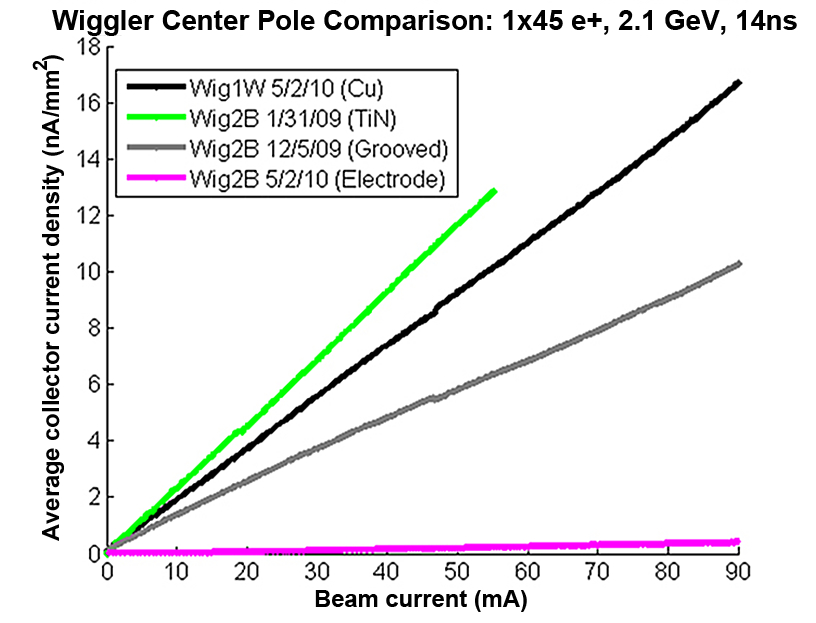 Wiggler Center Pole Comparison: 1x45 e+, 2.1 GeV, 14ns
Average collector current density (nA/mm²)
18
16
14
12
10
8
6
4
2
0
Wig1W 5/2/10 (Cu)
Wig2B 1/31/09 (TiN)
Wig2B 12/5/09 (Grooved)
Wig2B 5/2/10 (Electrode)
0 10 20 30 40 50 60 70 80 90
Beam current (mA)